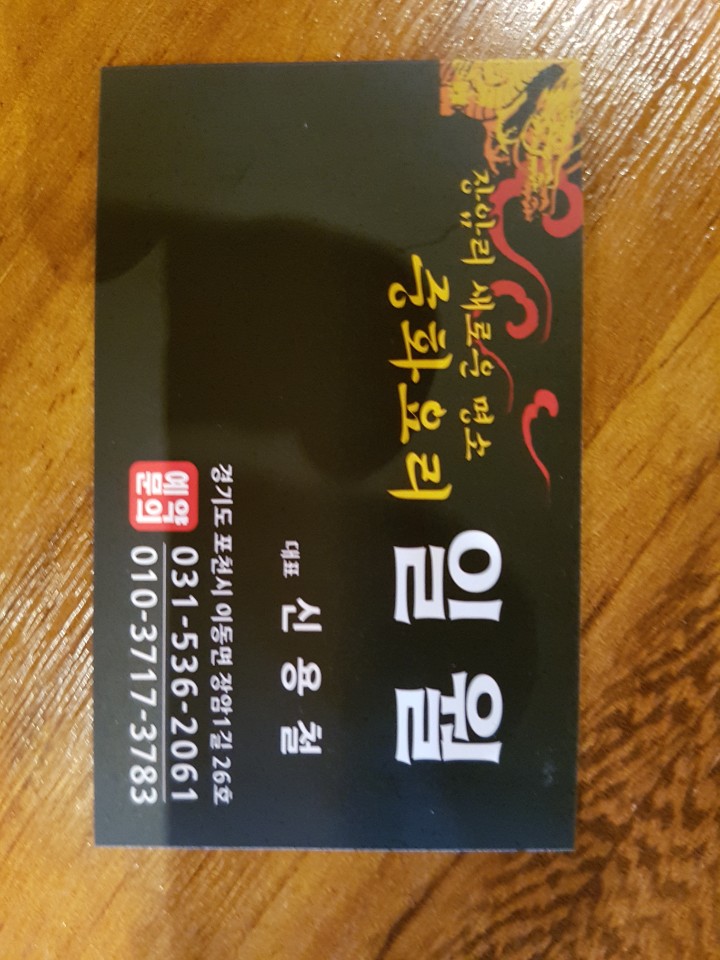 장암리 새로운 명소
중화요리 일월
대표 신용철
경기도 포천시 이동면 장암1길 26호
예약문의
031-536-2061
010-3717-3783